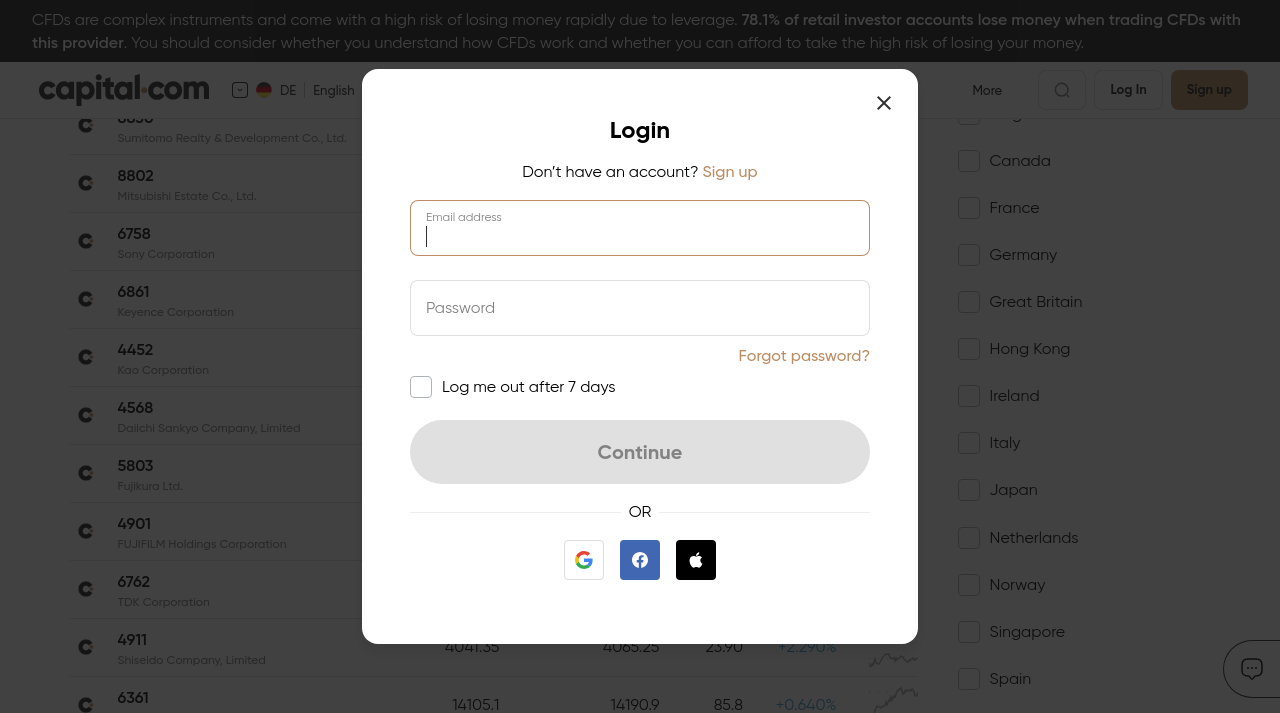 CFDs are complex instruments and come with a high risk of losing money rapidly due to leverage. 78.1% of retail investor accounts lose money when trading CFDs with
this provider. You should consider whether you understand how CFDs work and whether you can afford to take the high risk of losing your money.
capital.com
DE
English
More
Log In
Sign up
Sumitomo Realty & Development Co., Ltd.
8802
Mitsubishi Estate Co., Ltd.
6758
Sony Corporation
6861
Keyence Corporation
4452
Kao Corporation
4568
Daiichi Sankyo Company, Limited
5803
Fujikura Ltd.
4901
FUJIFILM Holdings Corporation
6762
TDK Corporation
4911
Shiseido Company, Limited
4041.35 4065.25 23.90 +2.290%
6361
14105.1 14190.9 85.8 +0.640%
Login
Don't have an account? Sign up
Email address
Password
Forgot password?
Log me out after 7 days
Continue
OR
Canada
France
Germany
Great Britain
Hong Kong
Ireland
Italy
Japan
Netherlands
Norway
Singapore
Spain